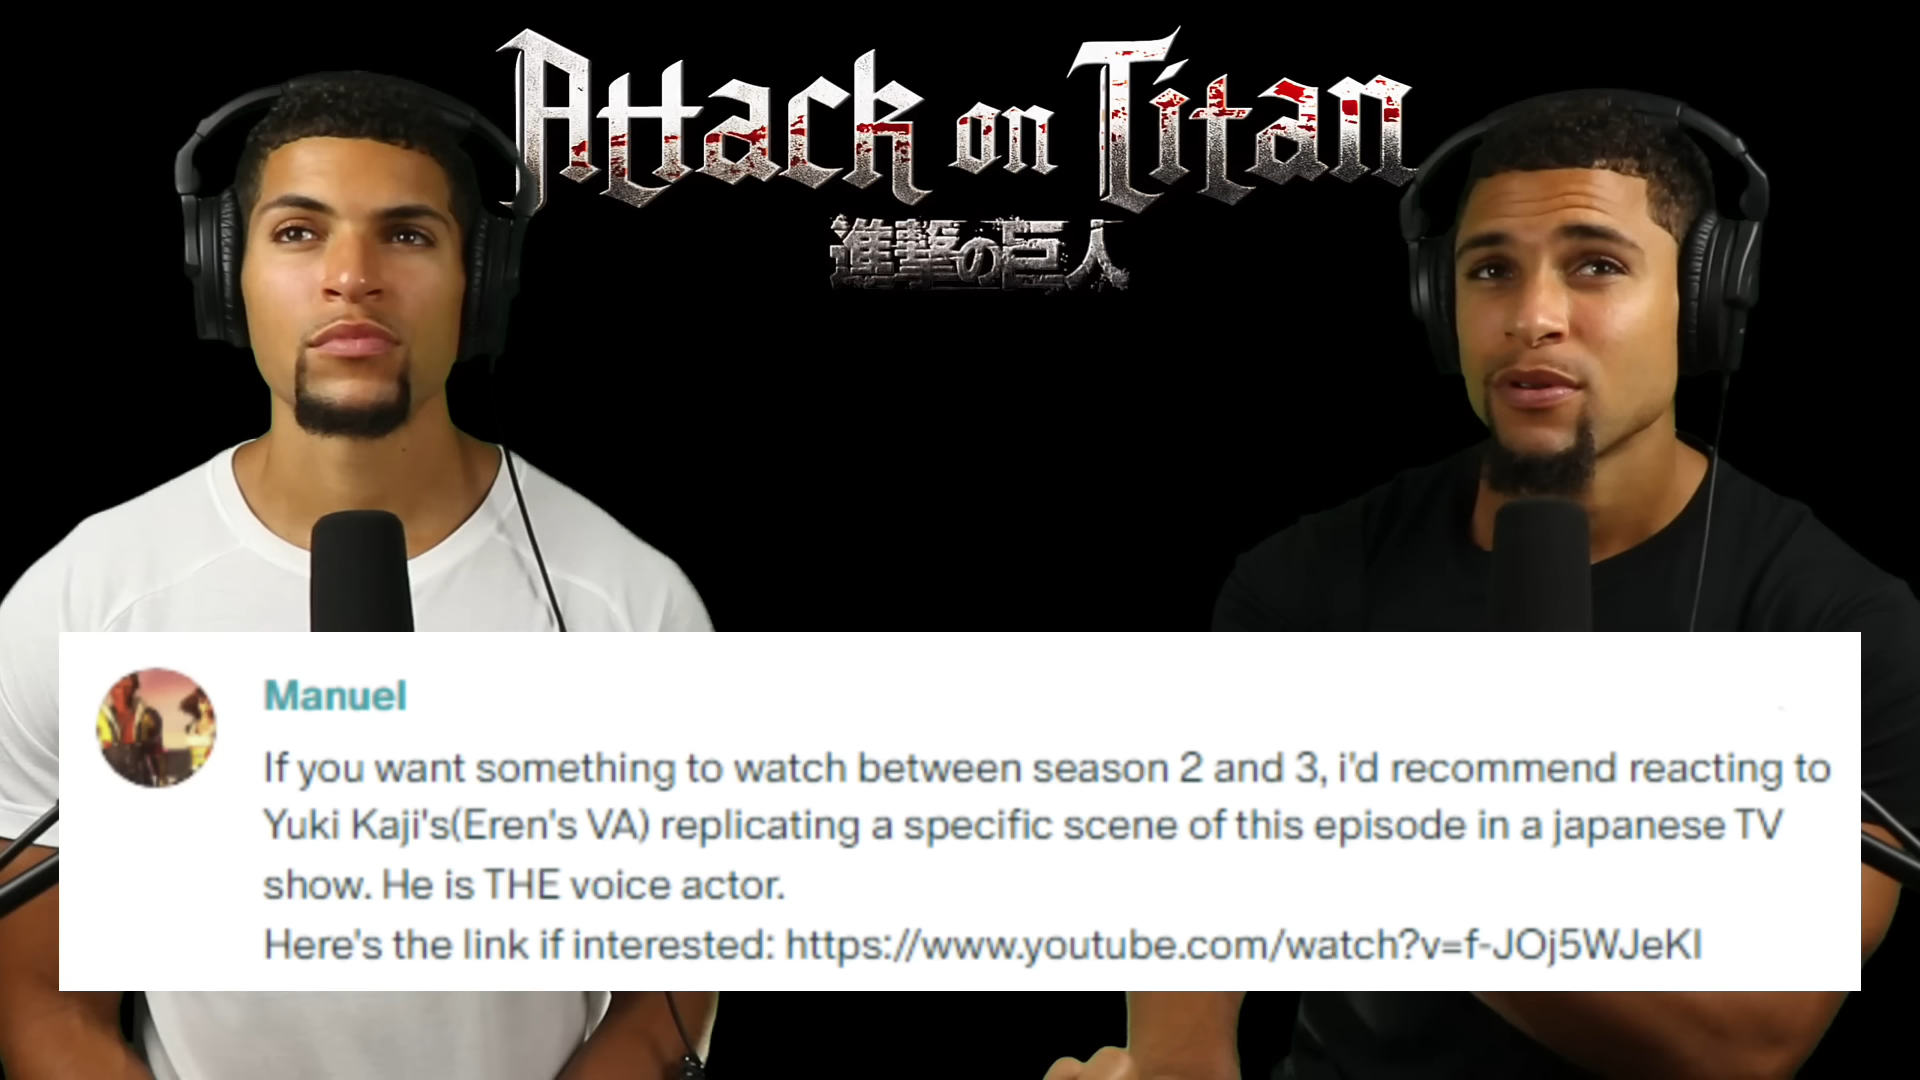 Attack on Titan
進撃の巨人
Manuel
If you want something to watch between season 2 and 3, i'd recommend reacting to
Yuki Kaji's(Eren's VA) replicating a specific scene of this episode in a japanese TV
show. He is THE voice actor.
Here's the link if interested: https://www.youtube.com/watch?v=f-JOj5WJeKI